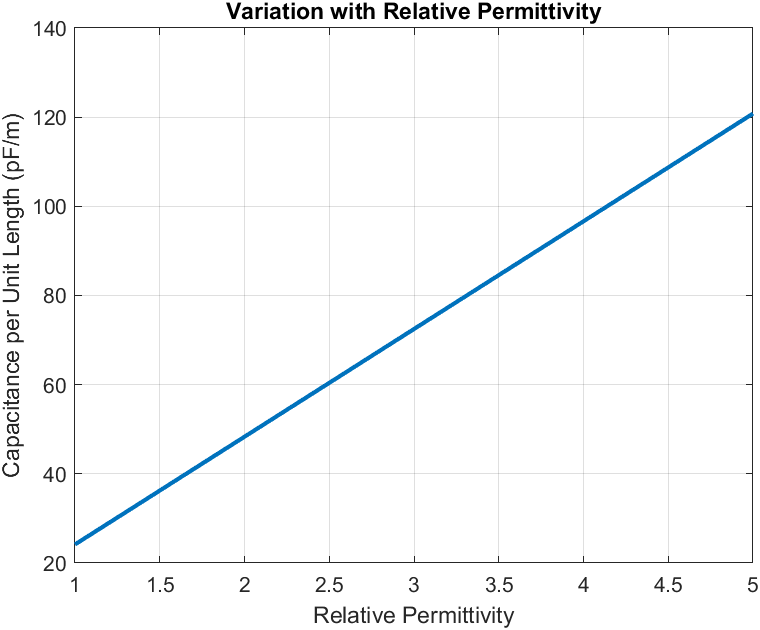 Variation with Relative Permittivity
140
120
100
80
60
40
20
Capacitance per Unit Length (pF/m)
1 1.5 2 2.5 3 3.5 4 4.5 5
Relative Permittivity